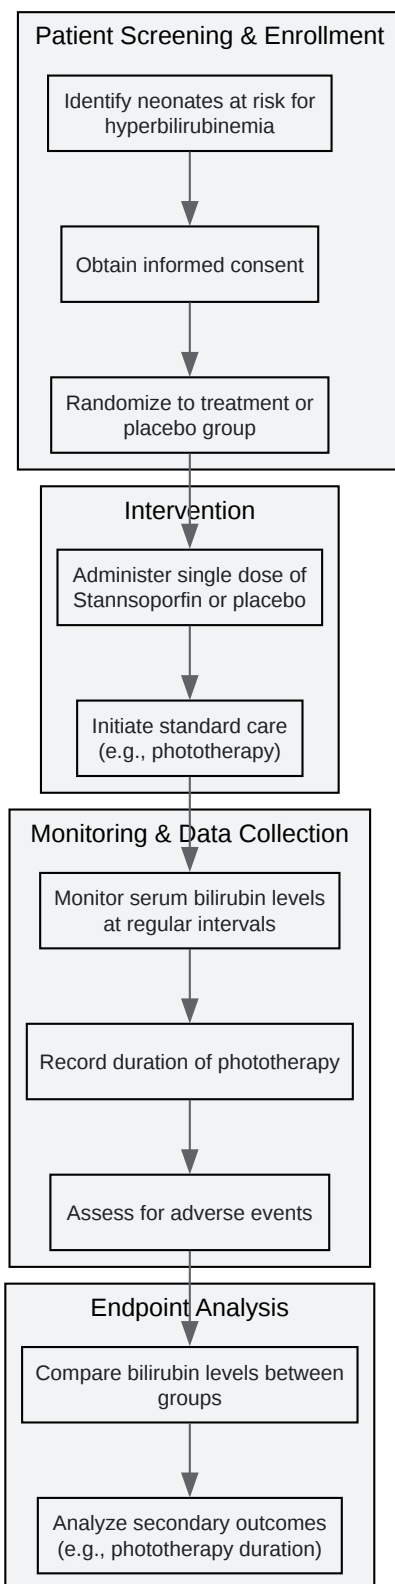 Patient Screening & Enrollment
Identify neonates at risk for
hyperbilirubinemia
Obtain informed consent
Randomize to treatment or
placebo group
Intervention
Administer single dose of
Stannsoporfin or placebo
Initiate standard care
(e.g., phototherapy)
Monitoring & Data Collection
Monitor serum bilirubin levels
at regular intervals
Record duration of phototherapy
Assess for adverse events
Endpoint Analysis
Compare bilirubin levels between
groups
Analyze secondary outcomes
(e.g., phototherapy duration)